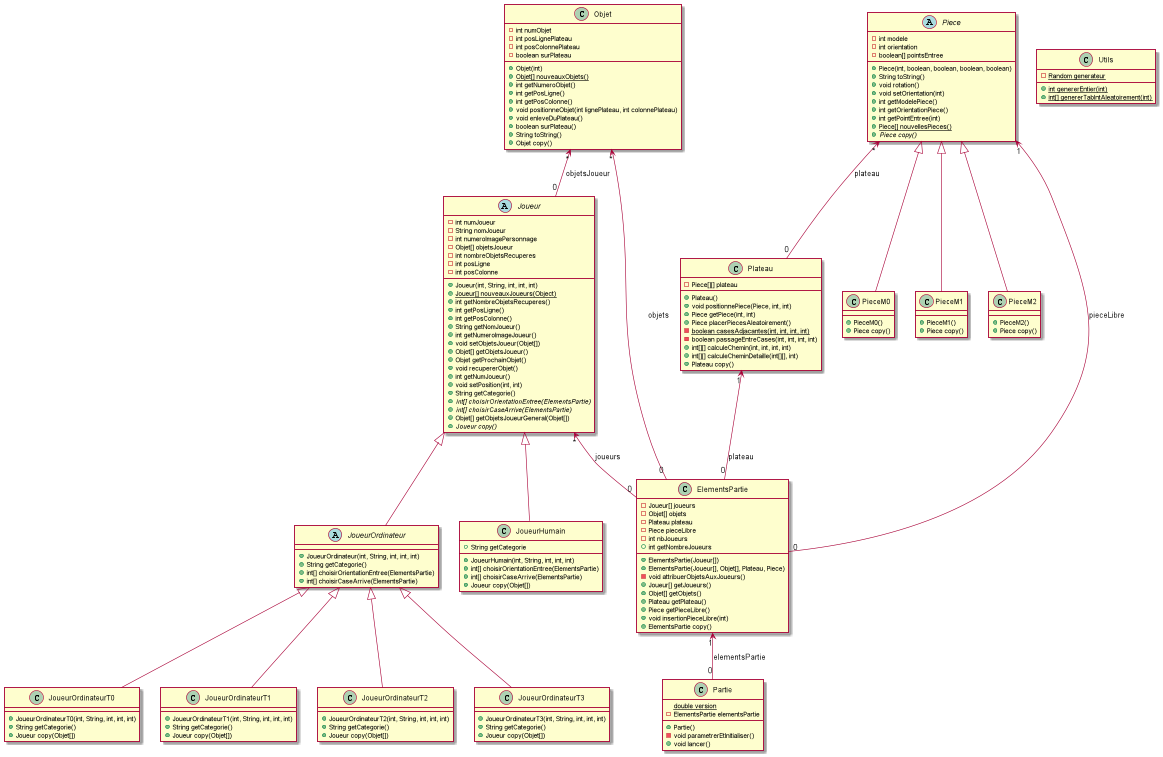 C Objet
int numObjet
int posLignePlateau
int posColonnePlateau
boolean surPlateau
Objet(int)
Objet[] nouveauxObjets()
int getNumeroObjet()
int getPosLigne()
int getPosColonne()
void positionneObjet(int lignePlateau, int colonnePlateau)
void enleveDuPlateau()
boolean surPlateau()
String toString()
Objet copy()
A Piece
int modele
int orientation
boolean[] pointsEntree
Piece(int, boolean, boolean, boolean, boolean)
String toString()
void rotation()
void setOrientation(int)
int getModelePiece()
int getOrientationPiece()
int getPointEntree(int)
Piece[] nouvellesPieces()
Piece copy()
C Utils
Random generateur
int genererEntier(int)
int[] genererTabIntAleatoirement(int)
* objetsJoueur 0
*
* plateau 0
1
A Joueur
int numJoueur
String nomJoueur
int numeroImagePersonnage
Objet[] objetsJoueur
int nombreObjetsRecuperes
int posLigne
int posColonne
Joueur(int, String, int, int, int)
Joueur[] nouveauxJoueurs(Object)
int getNombreObjetsRecuperes()
int getPosLigne()
int getPosColonne()
String getNomJoueur()
int getNumeroImageJoueur()
void setObjetsJoueur(Objet[])
Objet[] getObjetsJoueur()
Objet getProchainObjet()
void recupererObjet()
int getNumJoueur()
void setPosition(int, int)
String getCategorie()
int[] choisirOrientationEntree(ElementsPartie)
int[] choisirCaseArrive(ElementsPartie)
Objet[] getObjetsJoueurGeneral(Objet[])
Joueur copy()
C Plateau
Piece[][] plateau
Plateau()
void positionnePiece(Piece, int, int)
Piece getPiece(int, int)
Piece placerPiecesAleatoirement()
boolean casesAdjacantes(int, int, int, int)
boolean passageEntreCases(int, int, int, int)
int[][] calculeChemin(int, int, int, int)
int[][] calculeCheminDetaille(int[][], int)
Plateau copy()
C PieceM0
PieceM0()
Piece copy()
C PieceM1
PieceM1()
Piece copy()
C PieceM2
PieceM2()
Piece copy()
objets
pieceLibre
1
* joueurs 0
0
plateau
0
0
A JoueurOrdinateur
JoueurOrdinateur(int, String, int, int, int)
String getCategorie()
int[] choisirOrientationEntree(ElementsPartie)
int[] choisirCaseArrive(ElementsPartie)
C JoueurHumain
String getCategorie
JoueurHumain(int, String, int, int, int)
int[] choisirOrientationEntree(ElementsPartie)
int[] choisirCaseArrive(ElementsPartie)
Joueur copy(Objet[])
C ElementsPartie
Joueur[] joueurs
Objet[] objets
Plateau plateau
Piece pieceLibre
int nbJoueurs
int getNombreJoueurs
ElementsPartie(Joueur[])
ElementsPartie(Joueur[], Objet[], Plateau, Piece)
void attribuerObjetsAuxJoueurs()
Joueur[] getJoueurs()
Objet[] getObjets()
Plateau getPlateau()
Piece getPieceLibre()
void insertionPieceLibre(int)
ElementsPartie copy()
1
elementsPartie
0
C JoueurOrdinateurT0
JoueurOrdinateurT0(int, String, int, int, int)
String getCategorie()
Joueur copy(Objet[])
C JoueurOrdinateurT1
JoueurOrdinateurT1(int, String, int, int, int)
String getCategorie()
Joueur copy(Objet[])
C JoueurOrdinateurT2
JoueurOrdinateurT2(int, String, int, int, int)
String getCategorie()
Joueur copy(Objet[])
C JoueurOrdinateurT3
JoueurOrdinateurT3(int, String, int, int, int)
String getCategorie()
Joueur copy(Objet[])
C Partie
double version
ElementsPartie elementsPartie
Partie()
void parametrerEtInitialiser()
void lancer()